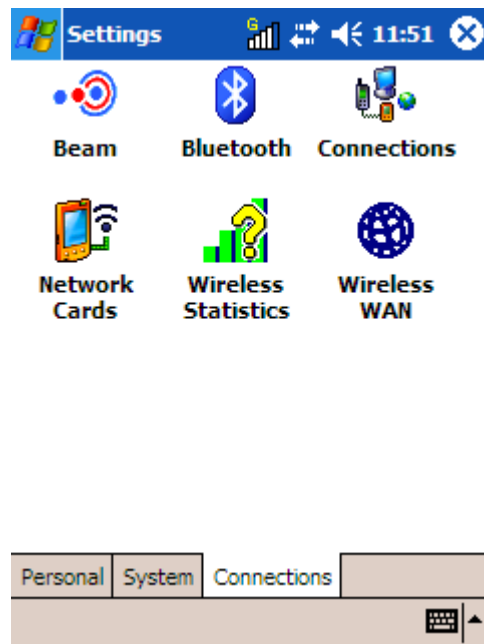 Settings G 11:51
Beam Bluetooth Connections
Network Wireless Wireless
Cards Statistics WAN
Personal System Connections